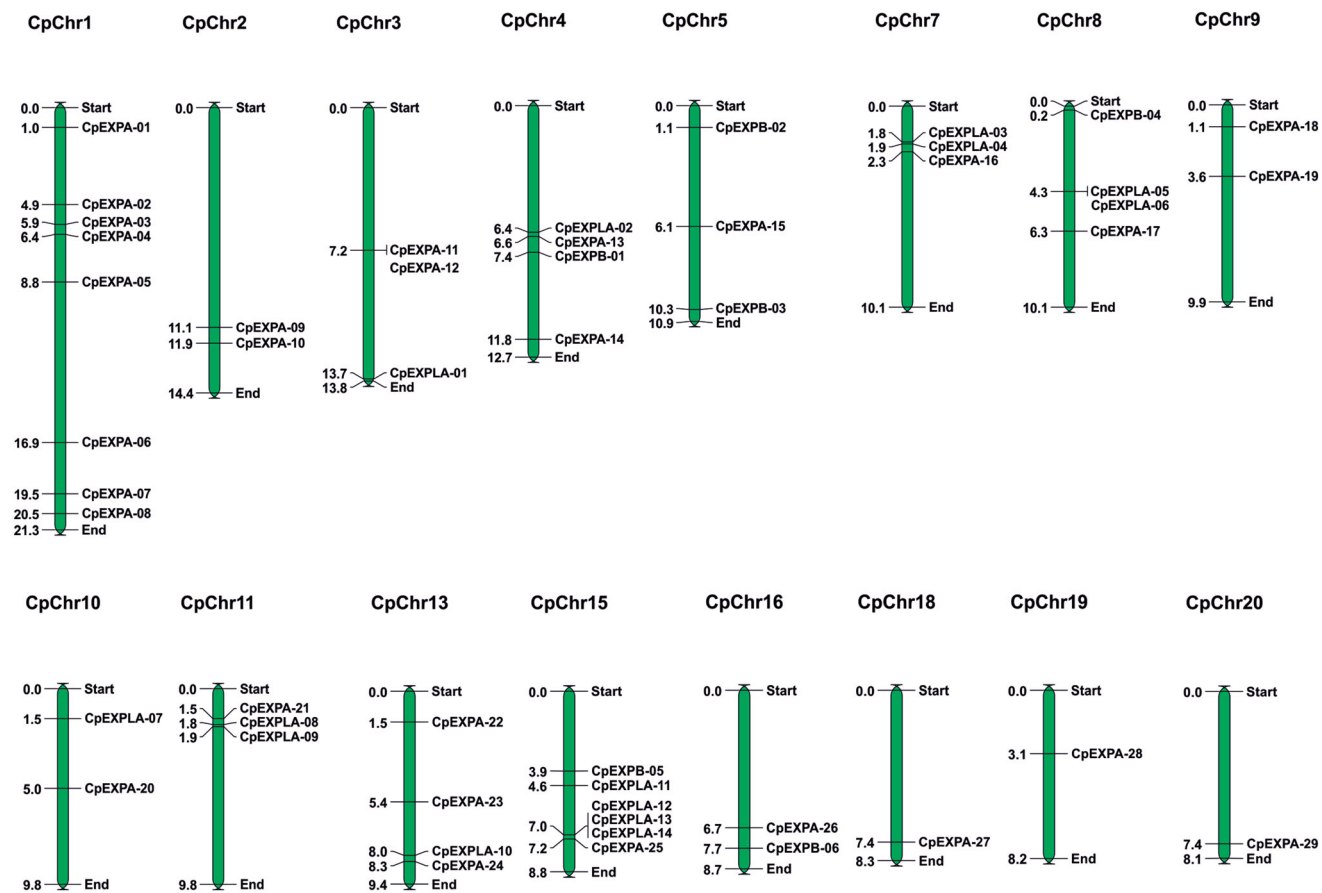 CpChr1 CpChr2 CpChr3 CpChr4 CpChr5 CpChr7 CpChr8 CpChr9
0.0 Start
1.0 CpEXPA-01
4.9 CpEXPA-02
5.9 CpEXPA-03
6.4 CpEXPA-04
8.8 CpEXPA-05
16.9 CpEXPA-06
19.5 CpEXPA-07
20.5 CpEXPA-08
21.3 End
0.0 Start
11.1 CpEXPA-09
11.9 CpEXPA-10
14.4 End
0.0 Start
7.2 CpEXPA-11
CpEXPA-12
13.7 CpEXPLA-01
13.8 End
0.0 Start
6.4 CpEXPLA-02
6.6 CpEXPA-13
7.4 CpEXPB-01
11.8 CpEXPA-14
12.7 End
0.0 Start
1.1 CpEXPB-02
6.1 CpEXPA-15
10.3 CpEXPB-03
10.9 End
0.0 Start
1.8 CpEXPLA-03
1.9 CpEXPLA-04
2.3 CpEXPA-16
10.1 End
0.0 Start
0.2 CpEXPB-04
4.3 CpEXPLA-05
CpEXPLA-06
6.3 CpEXPA-17
10.1 End
0.0 Start
1.1 CpEXPA-18
3.6 CpEXPA-19
9.9 End
CpChr10 CpChr11 CpChr13 CpChr15 CpChr16 CpChr18 CpChr19 CpChr20
0.0 Start
1.5 CpEXPLA-07
5.0 CpEXPA-20
9.8 End
0.0 Start
1.5 CpEXPA-21
1.8 CpEXPLA-08
1.9 CpEXPLA-09
9.8 End
0.0 Start
1.5 CpEXPA-22
5.4 CpEXPA-23
8.0 CpEXPLA-10
8.3 CpEXPA-24
9.4 End
0.0 Start
3.9 CpEXPB-05
4.6 CpEXPLA-11
CpEXPLA-12
7.0 CpEXPLA-13
CpEXPLA-14
7.2 CpEXPA-25
8.8 End
0.0 Start
6.7 CpEXPA-26
7.7 CpEXPB-06
8.7 End
0.0 Start
7.4 CpEXPA-27
8.3 End
0.0 Start
3.1 CpEXPA-28
8.2 End
0.0 Start
7.4 CpEXPA-29
8.1 End